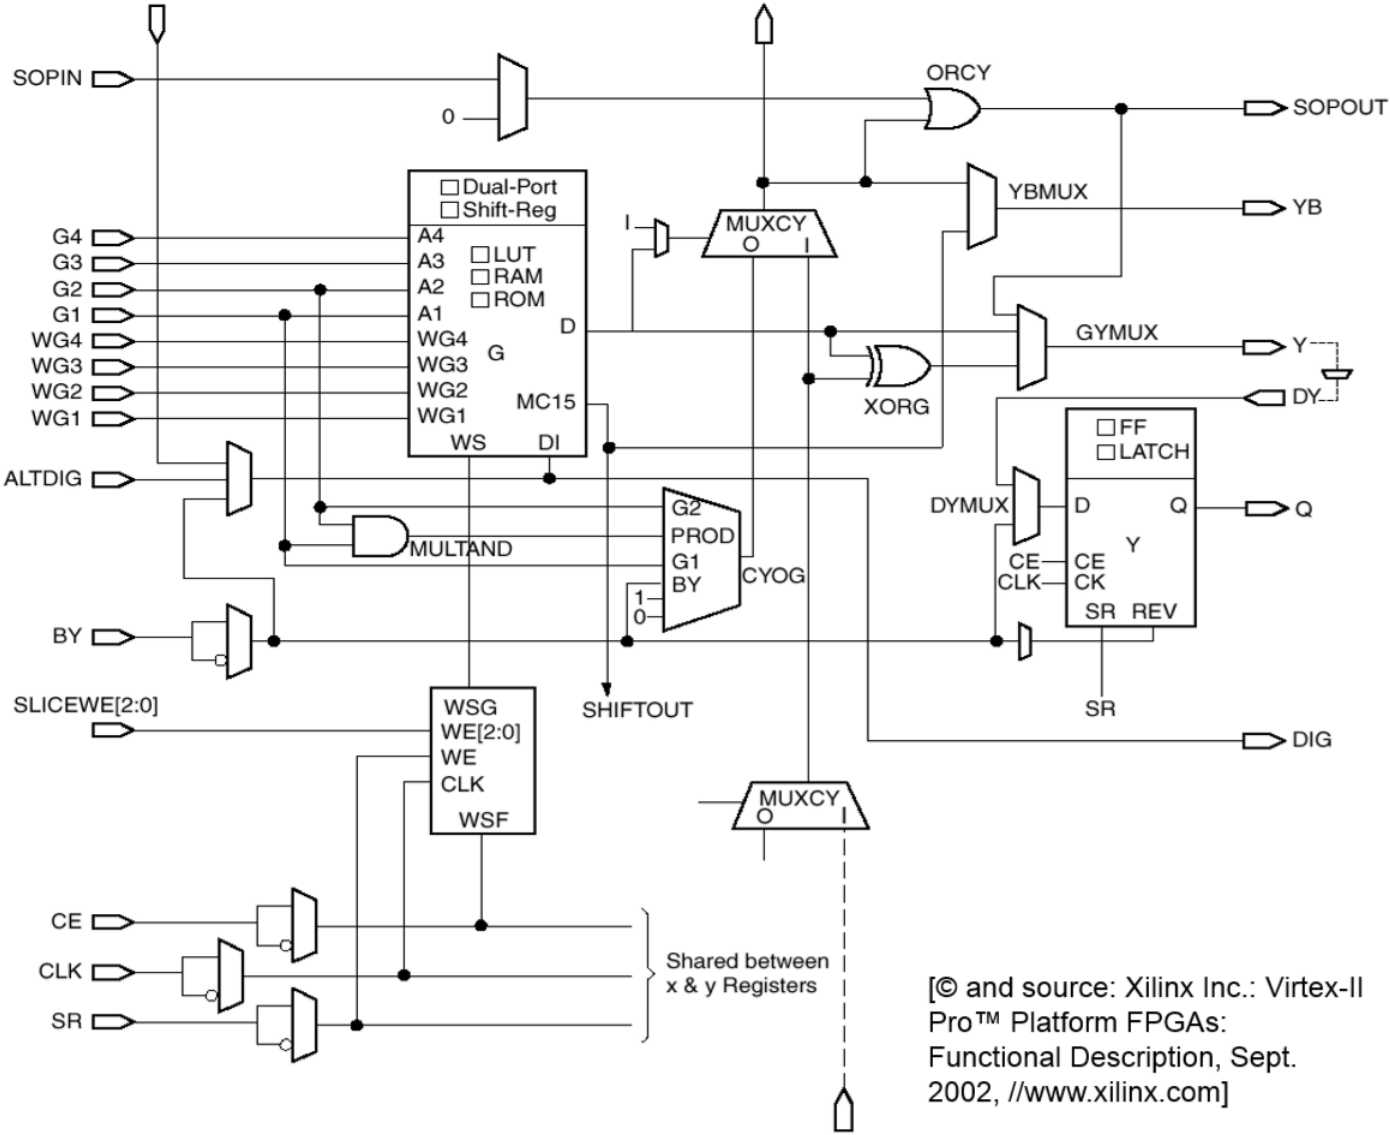 ORCY
SOPIN
0
SOPOUT
Dual-Port
Shift-Reg
YBMUX
YB
MUXCY
O I
I
G4
G3
G2
G1
WG4
WG3
WG2
WG1
A4
A3
A2
A1
WG4
WG3
WG2
WG1
LUT
RAM
ROM
G
D
MC15
WS DI
GYMUX
Y
XORG
DY
FF
LATCH
ALTDIG
DYMUX
D Q
Q
Y
CE
CLK
CE
CK
SR REV
SR
G2
PROD
G1
BY
1
0
CYOG
MULTAND
BY
SHIFTOUT
SLICEWE[2:0]
WSG
WE[2:0]
WE
CLK
WSF
DIG
MUXCY
O I
CE
CLK
SR
Shared between
x & y Registers
[© and source: Xilinx Inc.: Virtex-II
Pro™ Platform FPGAs:
Functional Description, Sept.
2002, //www.xilinx.com]